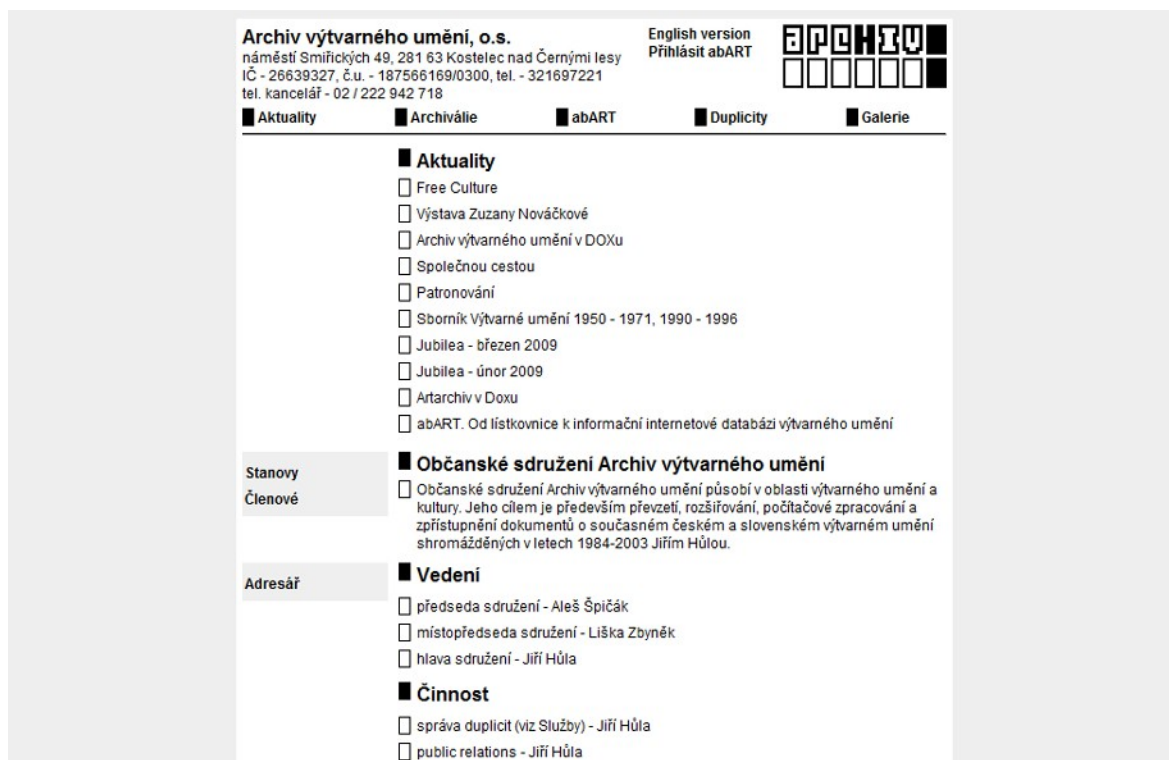 Archiv výtvarného umění, o.s.
náměstí Smiřických 49, 281 63 Kostelec nad Černými lesy
IČ - 26639327, č.u. - 187566169/0300, tel. - 321697221
tel. kancelář - 02 / 222 942 718
English version
Přihlásit abART
arcHIV
Aktuality
Archiválie
abART
Duplicity
Galerie
Aktuality
Free Culture
Výstava Zuzany Nováčkové
Archiv výtvarného umění v DOXu
Společnou cestou
Patronování
Sborník Výtvarné umění 1950 - 1971, 1990 - 1996
Jubilea - březen 2009
Jubilea - únor 2009
Artarchiv v Doxu
abART. Od lístkovnice k informační internetové databázi výtvarného umění
Stanovy
Členové
Občanské sdružení Archiv výtvarného umění
Občanské sdružení Archiv výtvarného umění působí v oblasti výtvarného umění a
kultury. Jeho cílem je především převzetí, rozšiřování, počítačové zpracování a
zpřístupnění dokumentů o současném českém a slovenském výtvarném umění
shromážděných v letech 1984-2003 Jiřím Hůlou.
Adresář
Vedení
předseda sdružení - Aleš Špičák
místopředseda sdružení - Liška Zbyněk
hlava sdružení - Jiří Hůla
Činnost
správa duplicit (viz Služby) - Jiří Hůla
public relations - Jiří Hůla